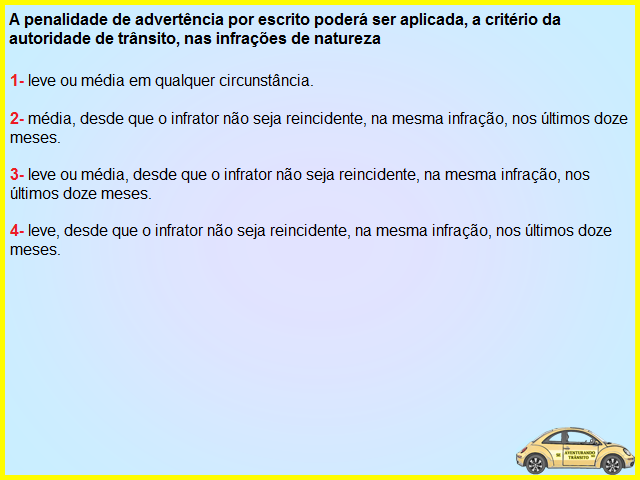 A penalidade de advertência por escrito poderá ser aplicada, a critério da
autoridade de trânsito, nas infrações de natureza
1- leve ou média em qualquer circunstância.
2- média, desde que o infrator não seja reincidente, na mesma infração, nos últimos doze
meses.
3- leve ou média, desde que o infrator não seja reincidente, na mesma infração, nos
últimos doze meses.
4- leve, desde que o infrator não seja reincidente, na mesma infração, nos últimos doze
meses.
AVENTURANDO
TRÂNSITO